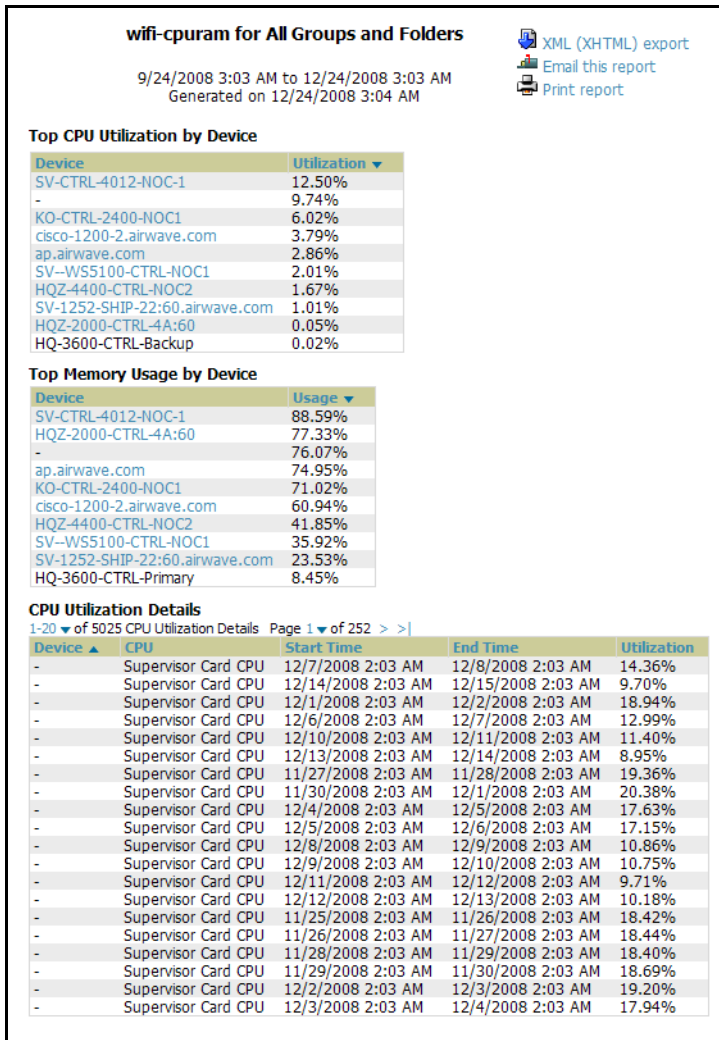 wifi-cpuram for All Groups and Folders
9/24/2008 3:03 AM to 12/24/2008 3:03 AM
Generated on 12/24/2008 3:04 AM
XML (XHTML) export
Email this report
Print report
Top CPU Utilization by Device
Device Utilization ▼
SV-CTRL-4012-NOC-1 12.50%
- 9.74%
KO-CTRL-2400-NOC1 6.02%
cisco-1200-2.airwave.com 3.79%
ap.airwave.com 2.86%
SV--WS5100-CTRL-NOC1 2.01%
HQZ-4400-CTRL-NOC2 1.67%
SV-1252-SHIP-22:60.airwave.com 1.01%
HQZ-2000-CTRL-4A:60 0.05%
HQ-3600-CTRL-Backup 0.02%
Top Memory Usage by Device
Device Usage ▼
SV-CTRL-4012-NOC-1 88.59%
HQZ-2000-CTRL-4A:60 77.33%
- 76.07%
ap.airwave.com 74.95%
KO-CTRL-2400-NOC1 71.02%
cisco-1200-2.airwave.com 60.94%
HQZ-4400-CTRL-NOC2 41.85%
SV--WS5100-CTRL-NOC1 35.92%
SV-1252-SHIP-22:60.airwave.com 23.53%
HQ-3600-CTRL-Primary 8.45%
CPU Utilization Details
1-20 ▼ of 5025 CPU Utilization Details Page 1 ▼ of 252 > >|
Device ▲ CPU Start Time End Time Utilization
- Supervisor Card CPU 12/7/2008 2:03 AM 12/8/2008 2:03 AM 14.36%
- Supervisor Card CPU 12/14/2008 2:03 AM 12/15/2008 2:03 AM 9.70%
- Supervisor Card CPU 12/1/2008 2:03 AM 12/2/2008 2:03 AM 18.94%
- Supervisor Card CPU 12/6/2008 2:03 AM 12/7/2008 2:03 AM 12.99%
- Supervisor Card CPU 12/10/2008 2:03 AM 12/11/2008 2:03 AM 11.40%
- Supervisor Card CPU 12/13/2008 2:03 AM 12/14/2008 2:03 AM 8.95%
- Supervisor Card CPU 11/27/2008 2:03 AM 11/28/2008 2:03 AM 19.36%
- Supervisor Card CPU 11/30/2008 2:03 AM 12/1/2008 2:03 AM 20.38%
- Supervisor Card CPU 12/4/2008 2:03 AM 12/5/2008 2:03 AM 17.63%
- Supervisor Card CPU 12/5/2008 2:03 AM 12/6/2008 2:03 AM 17.15%
- Supervisor Card CPU 12/8/2008 2:03 AM 12/9/2008 2:03 AM 10.86%
- Supervisor Card CPU 12/9/2008 2:03 AM 12/10/2008 2:03 AM 10.75%
- Supervisor Card CPU 12/11/2008 2:03 AM 12/12/2008 2:03 AM 9.71%
- Supervisor Card CPU 12/12/2008 2:03 AM 12/13/2008 2:03 AM 10.18%
- Supervisor Card CPU 11/25/2008 2:03 AM 11/26/2008 2:03 AM 18.42%
- Supervisor Card CPU 11/26/2008 2:03 AM 11/27/2008 2:03 AM 18.44%
- Supervisor Card CPU 11/28/2008 2:03 AM 11/29/2008 2:03 AM 18.40%
- Supervisor Card CPU 11/29/2008 2:03 AM 11/30/2008 2:03 AM 18.69%
- Supervisor Card CPU 12/2/2008 2:03 AM 12/3/2008 2:03 AM 19.20%
- Supervisor Card CPU 12/3/2008 2:03 AM 12/4/2008 2:03 AM 17.94%